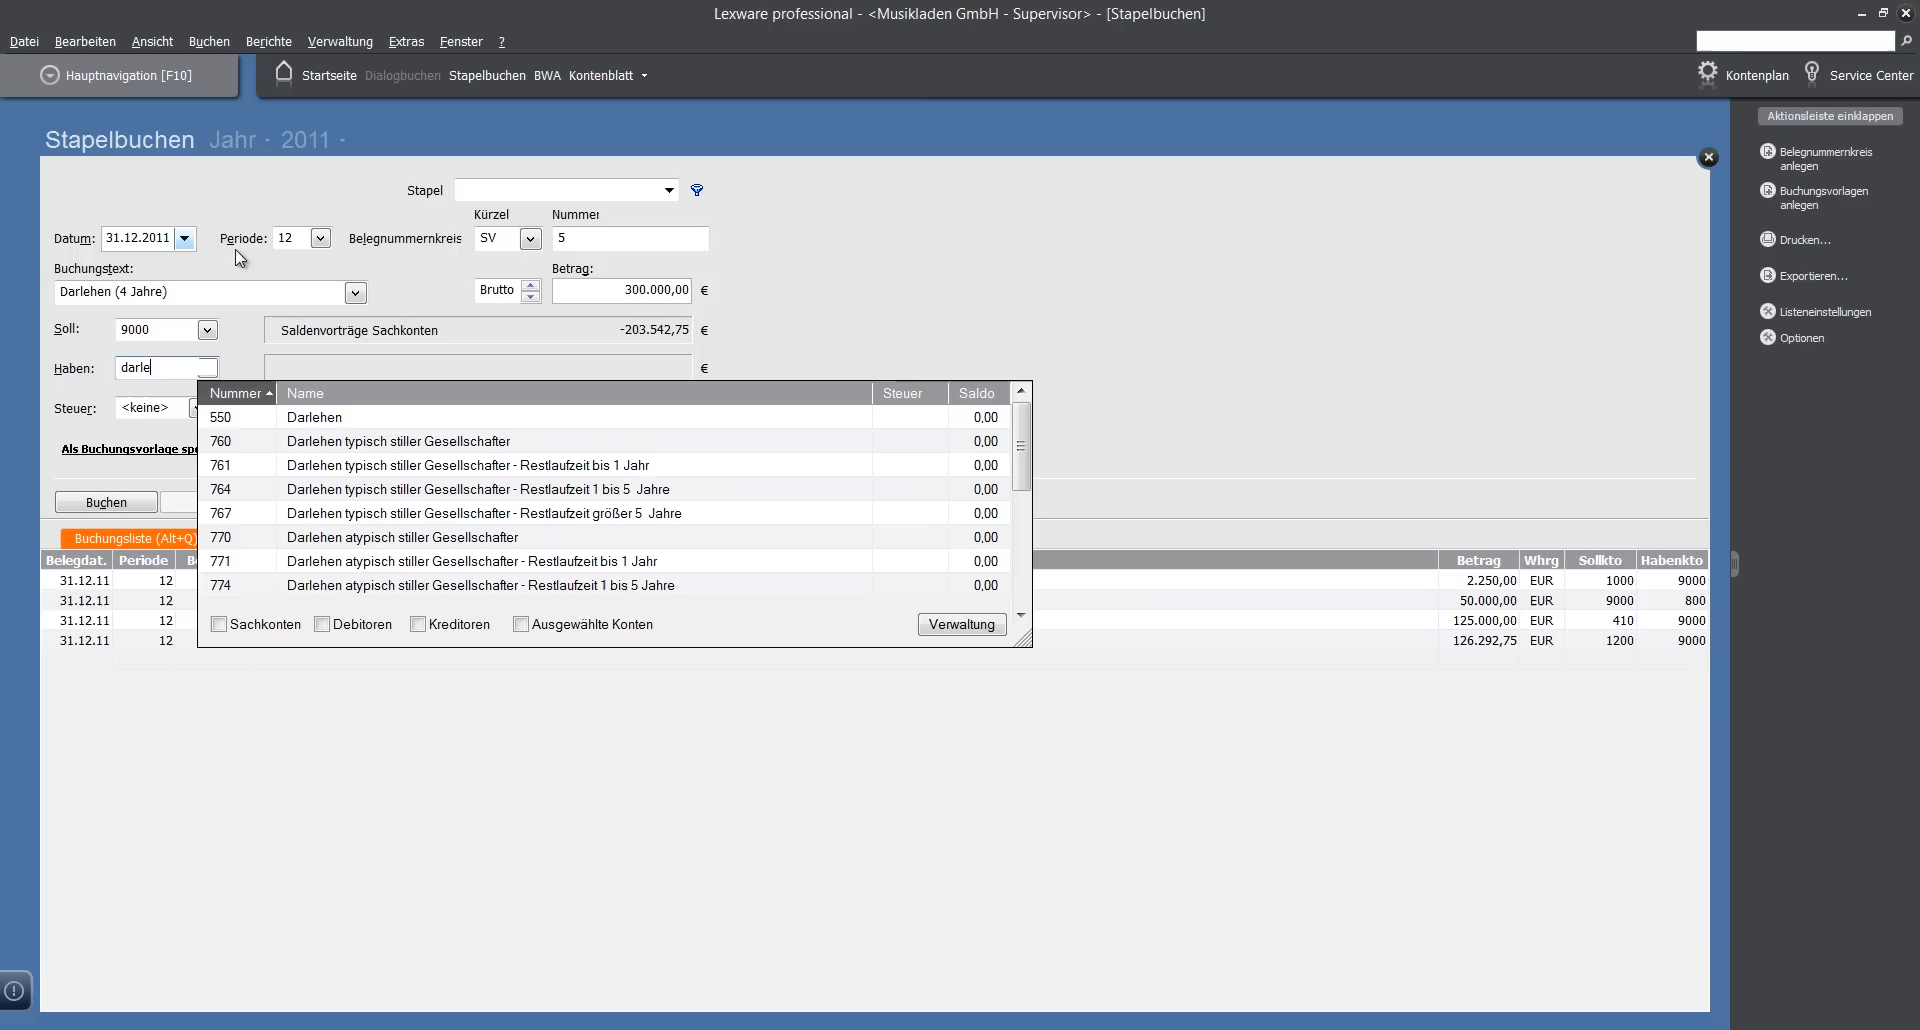 Lexware professional - <Musikladen GmbH - Supervisor> - [Stapelbuchen]
Datei Bearbeiten Ansicht Buchen Berichte Verwaltung Extras Fenster ?
Hauptnavigation [F10] Startseite Dialogbuchen Stapelbuchen BWA Kontenblatt Kontenplan Service Center
Aktionsleiste einklappen
Belegnummernkreis
anlegen
Buchungsvorlagen
anlegen
Drucken...
Exportieren...
Listeneinstellungen
Optionen
Stapelbuchen Jahr - 2011 -
Stapel
Kürzel Nummer
Datum: 31.12.2011 Periode: 12 Belegnummernkreis SV 5
Buchungstext: Betrag:
Darlehen (4 Jahre) Brutto 300.000,00 €
Soll: 9000 Saldenvorträge Sachkonten -203.542,75 €
Haben: darle €
Steuer: <keine>
Als Buchungsvorlage spe
Buchen
Nummer Name Steuer Saldo
550 Darlehen 0,00
760 Darlehen typisch stiller Gesellschafter 0,00
761 Darlehen typisch stiller Gesellschafter - Restlaufzeit bis 1 Jahr 0,00
764 Darlehen typisch stiller Gesellschafter - Restlaufzeit 1 bis 5 Jahre 0,00
767 Darlehen typisch stiller Gesellschafter - Restlaufzeit größer 5 Jahre 0,00
770 Darlehen atypisch stiller Gesellschafter 0,00
771 Darlehen atypisch stiller Gesellschafter - Restlaufzeit bis 1 Jahr 0,00
774 Darlehen atypisch stiller Gesellschafter - Restlaufzeit 1 bis 5 Jahre 0,00
Sachkonten Debitoren Kreditoren Ausgewählte Konten Verwaltung
Buchungsliste (Alt+Q)
Belegdat. Periode Be Betrag Whrg Sollkto Habenkto
31.12.11 12 2.250,00 EUR 1000 9000
31.12.11 12 50.000,00 EUR 9000 800
31.12.11 12 125.000,00 EUR 410 9000
31.12.11 12 126.292,75 EUR 1200 9000